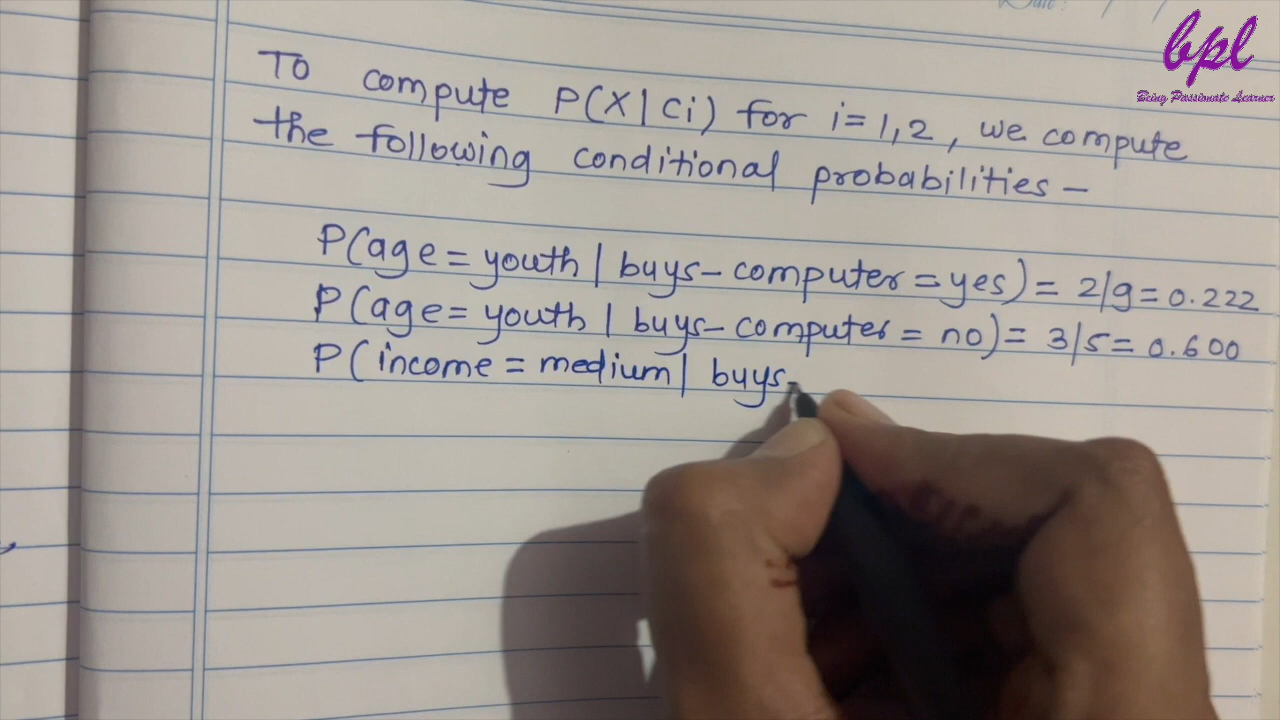 Date:
bpl
Being Passionate Learner
To compute P(X|Ci) for i=1,2, we compute
the following conditional probabilities –
P(age = youth | buys-computer = yes) = 2/9 = 0.222
P(age = youth | buys-computer = no) = 3/5 = 0.600
P(income = medium | buys-